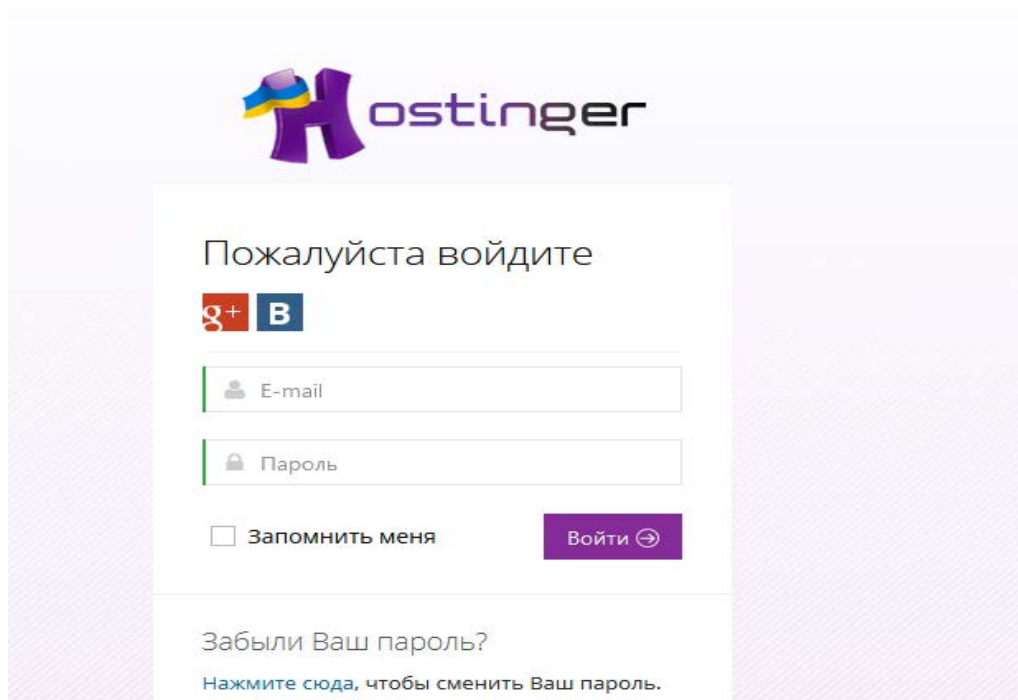 Hostinger
Пожалуйста войдите
g+ B
E-mail
Пароль
Запомнить меня
Войти
Забыли Ваш пароль?
Нажмите сюда, чтобы сменить Ваш пароль.